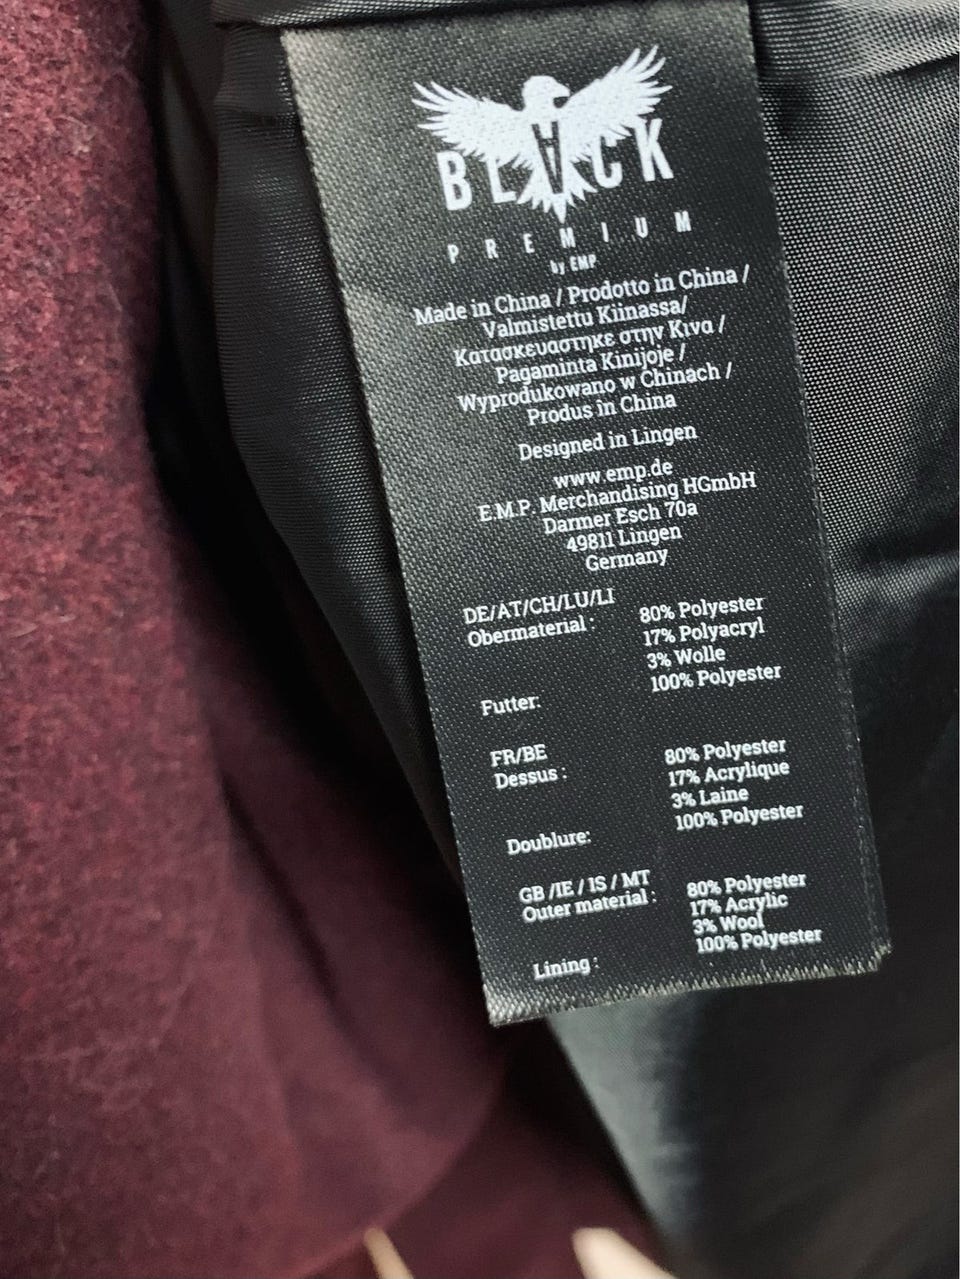 BLACK
PREMIUM
by EMP
Made in China / Prodotto in China /
Valmistettu Kiinassa/
Κατασκευαστηκε στην Κινα /
Pagaminta Kinijoje /
Wyprodukowano w Chinach /
Produs in China
Designed in Lingen
www.emp.de
E.M.P. Merchandising HGmbH
Darmer Esch 70a
49811 Lingen
Germany
DE/AT/CH/LU/LI
Obermaterial : 80% Polyester
17% Polyacryl
3% Wolle
Futter: 100% Polyester
FR/BE
Dessus : 80% Polyester
17% Acrylique
3% Laine
Doublure: 100% Polyester
GB /IE / IS / MT
Outer material : 80% Polyester
17% Acrylic
3% Wool
Lining : 100% Polyester